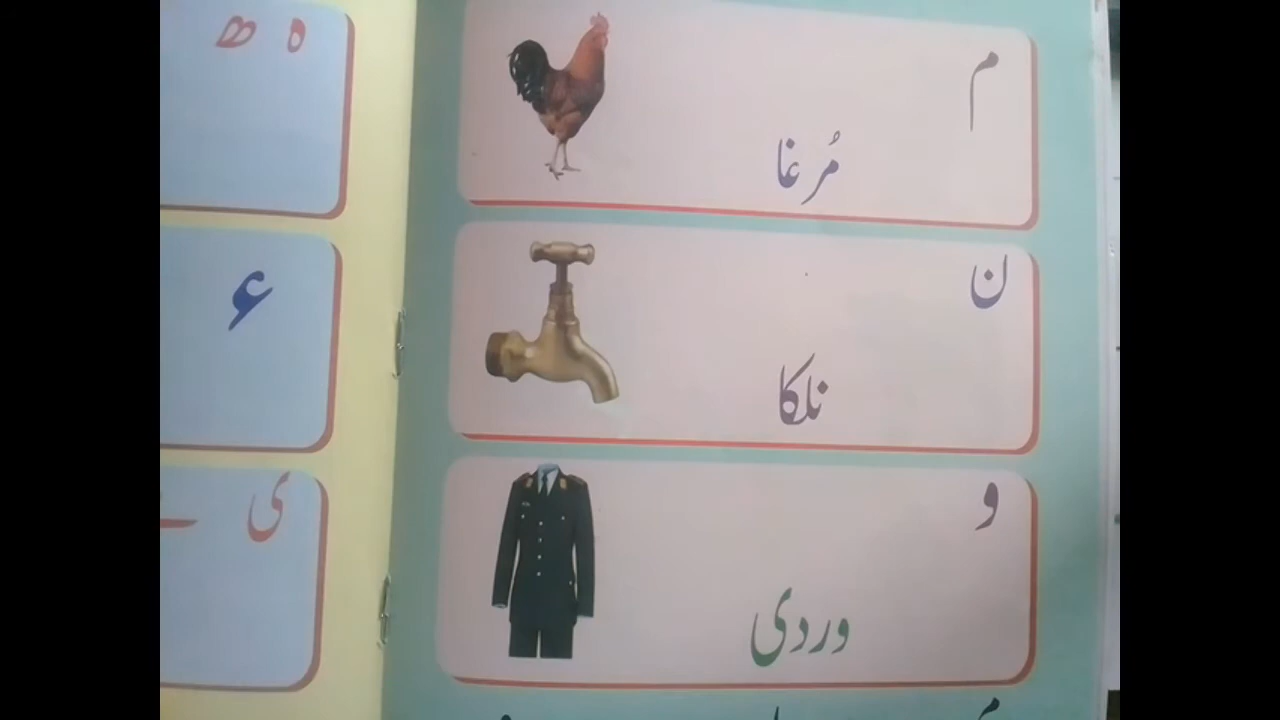 م
مُرغا
ن
نلکا
و
وردی
ہ ھ
ء
ی ے